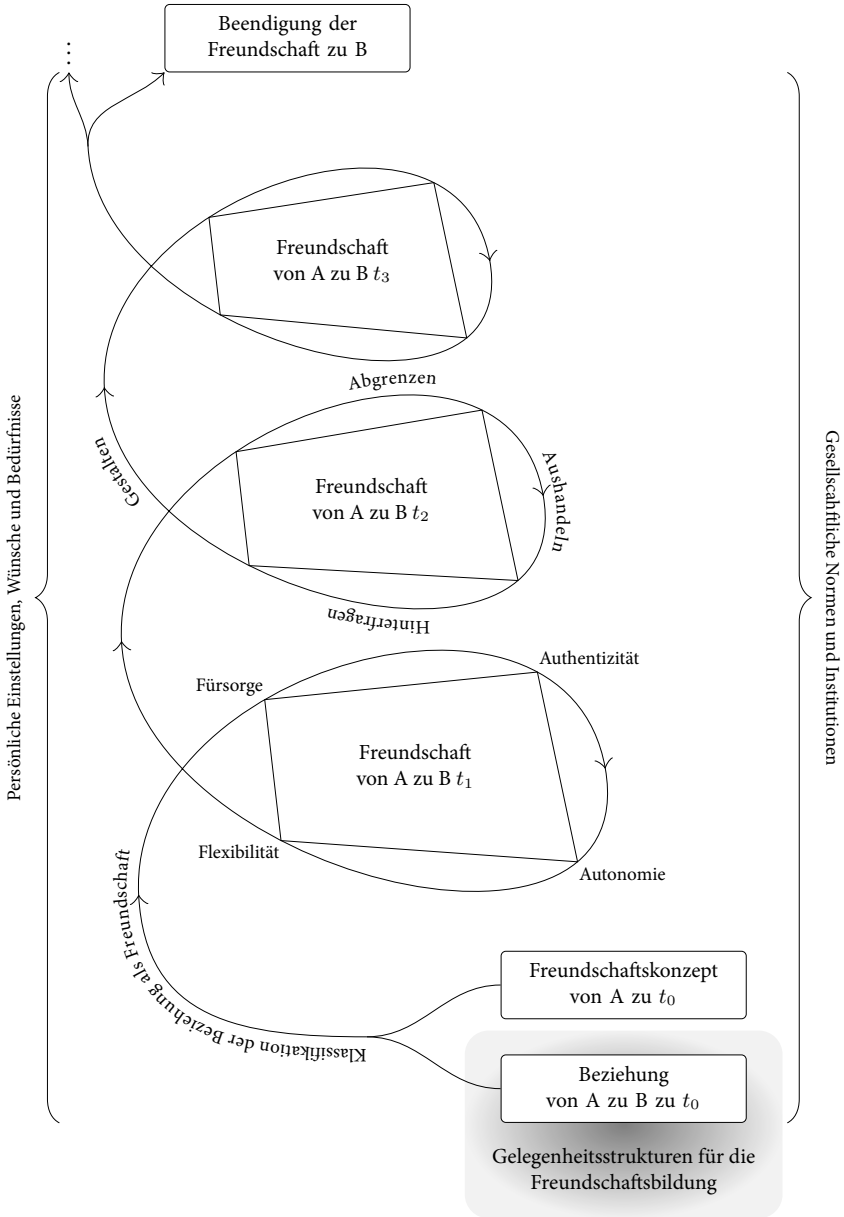 Beendigung der
Freundschaft zu B
⋮
Freundschaft
von A zu B t₃
Abgrenzen
Gestalten
Freundschaft
von A zu B t₂
Aushandeln
Hinterfragen
Persönliche Einstellungen, Wünsche und Bedürfnisse
Gesellscahftliche Normen und Institutionen
Fürsorge
Authentizität
Freundschaft
von A zu B t₁
Flexibilität
Autonomie
Klassifikation der Beziehung als Freundschaft
Freundschaftskonzept
von A zu t₀
Beziehung
von A zu B zu t₀
Gelegenheitsstrukturen für die
Freundschaftsbildung